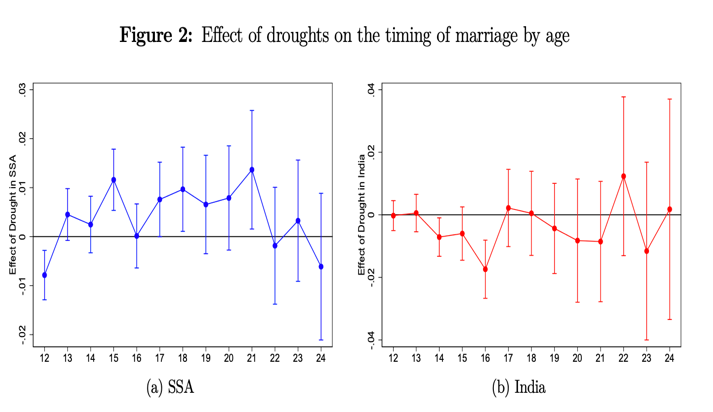 Figure 2: Effect of droughts on the timing of marriage by age
Effect of Drought in SSA
.03
.02
.01
0
-.01
-.02
12 13 14 15 16 17 18 19 20 21 22 23 24
(a) SSA
Effect of Drought in India
.04
.02
0
-.02
-.04
12 13 14 15 16 17 18 19 20 21 22 23 24
(b) India